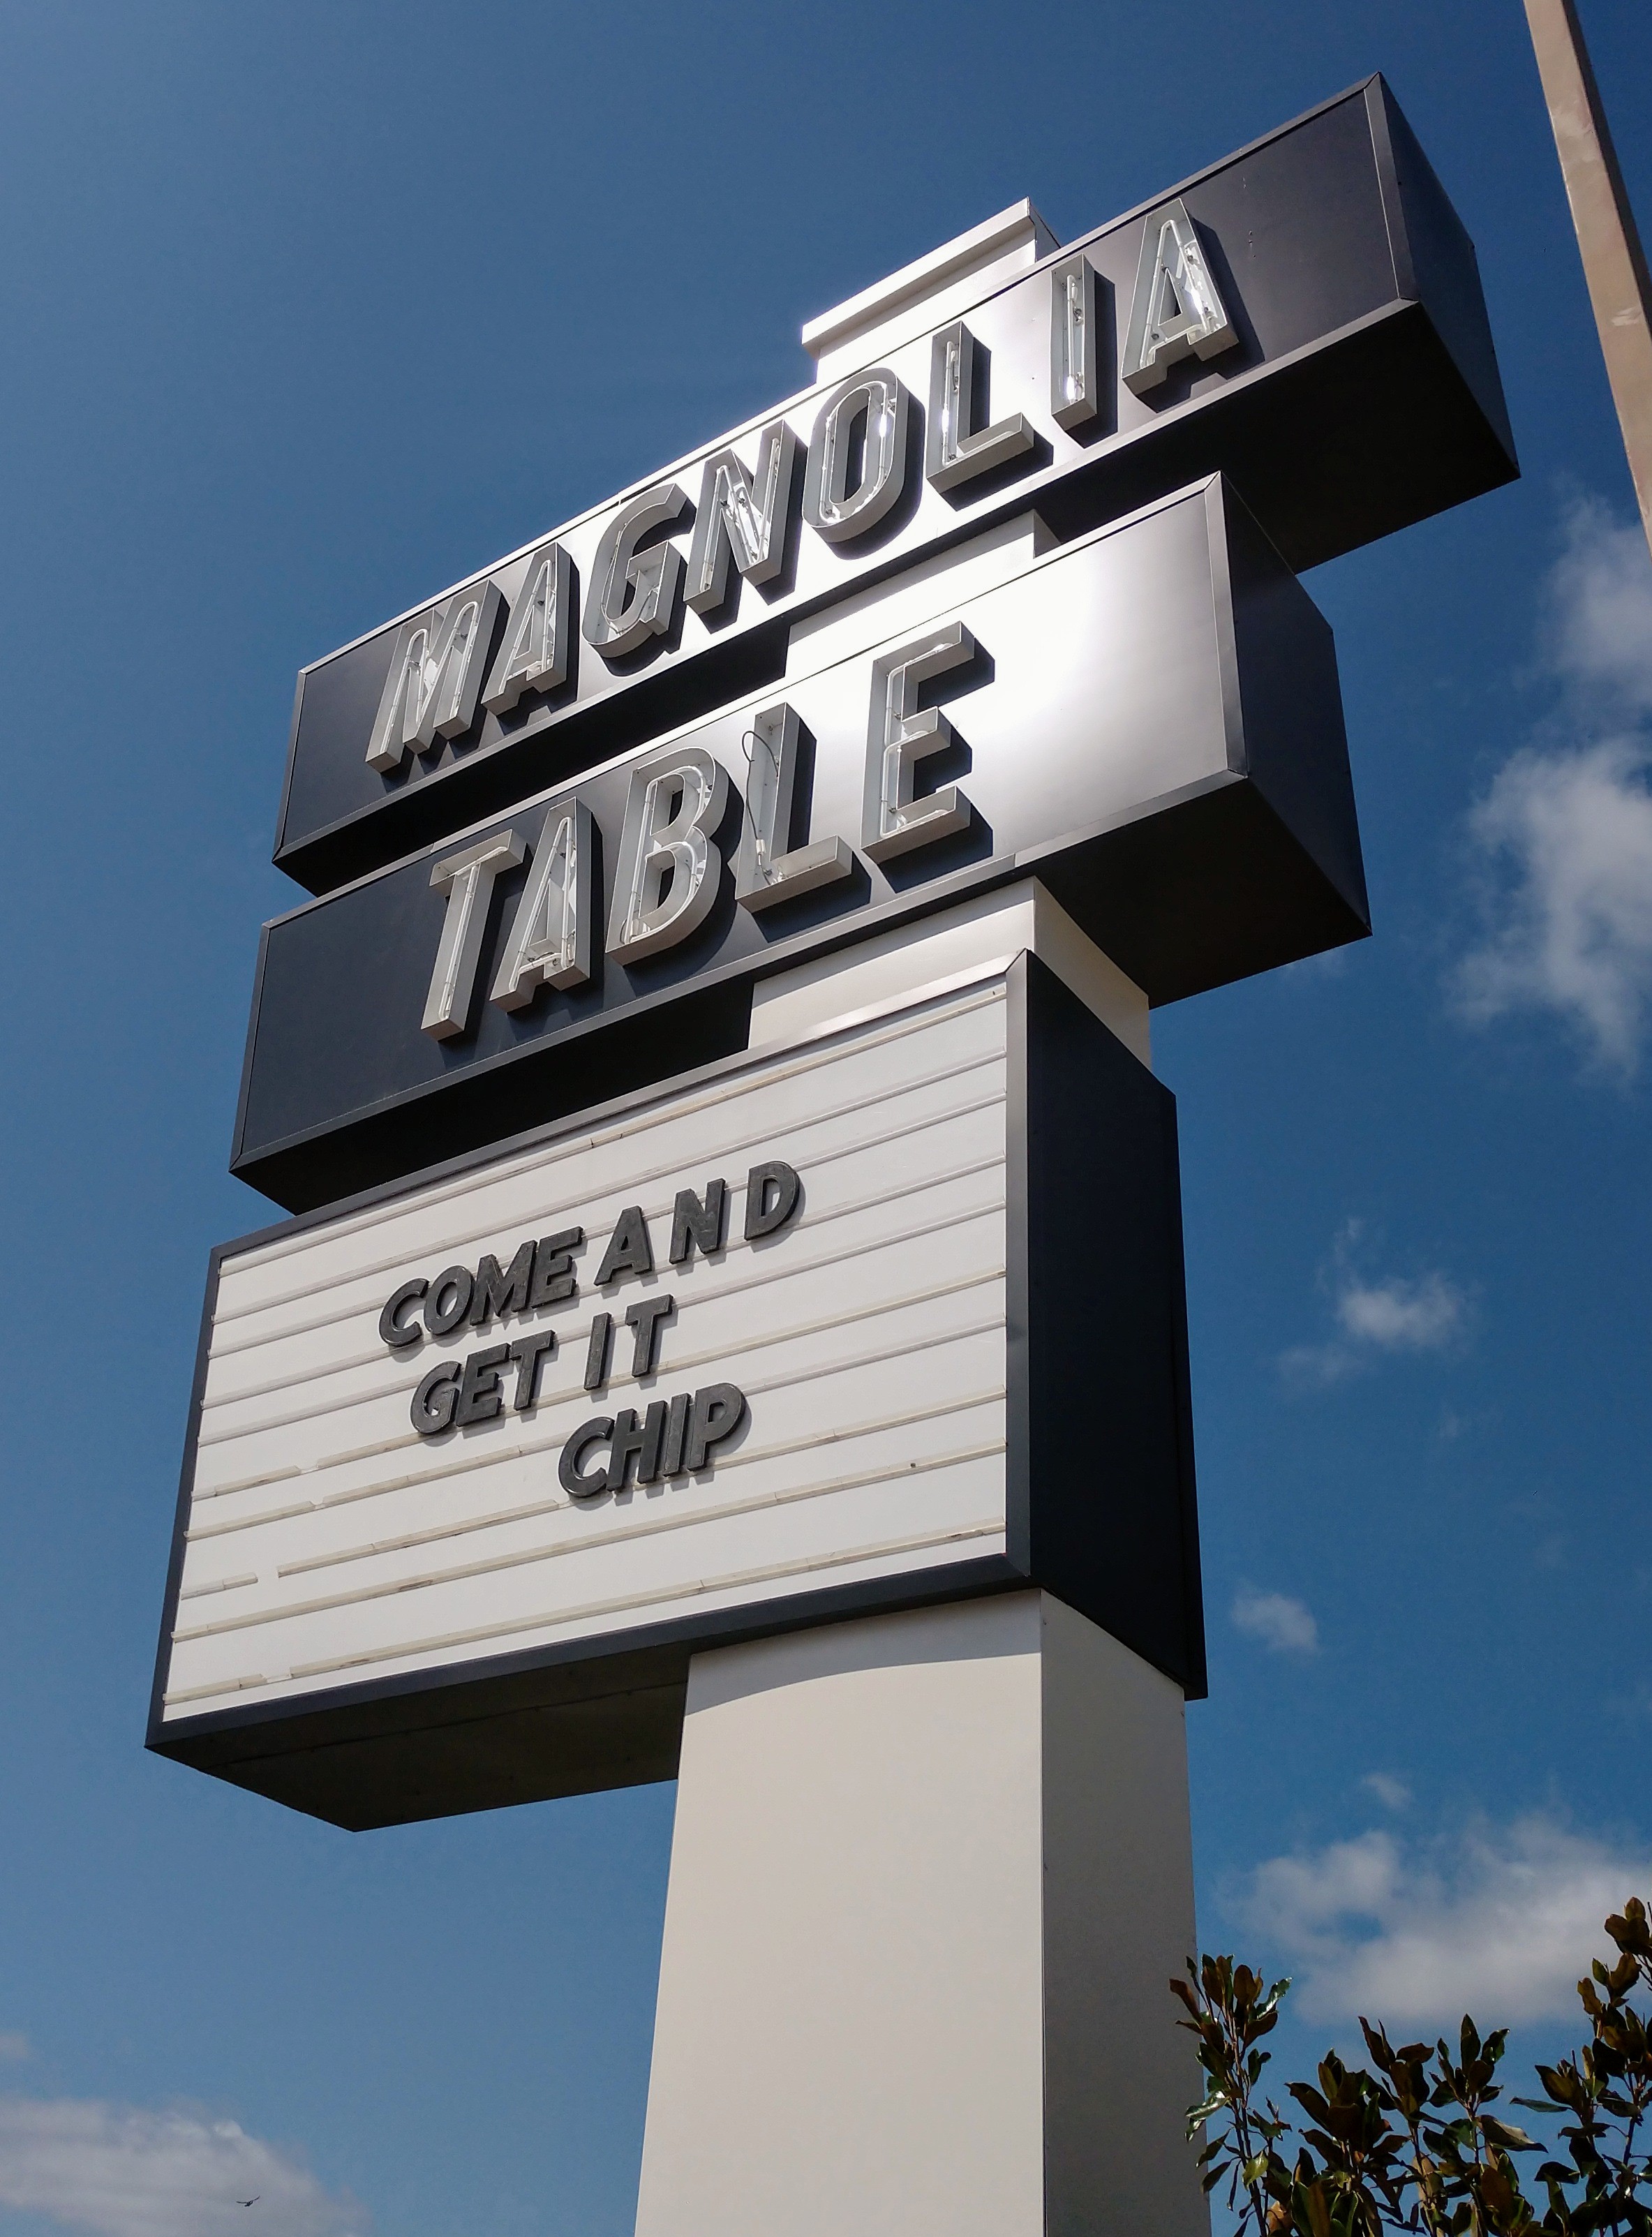 MAGNOLIA
TABLE
COME AND
GET IT
CHIP